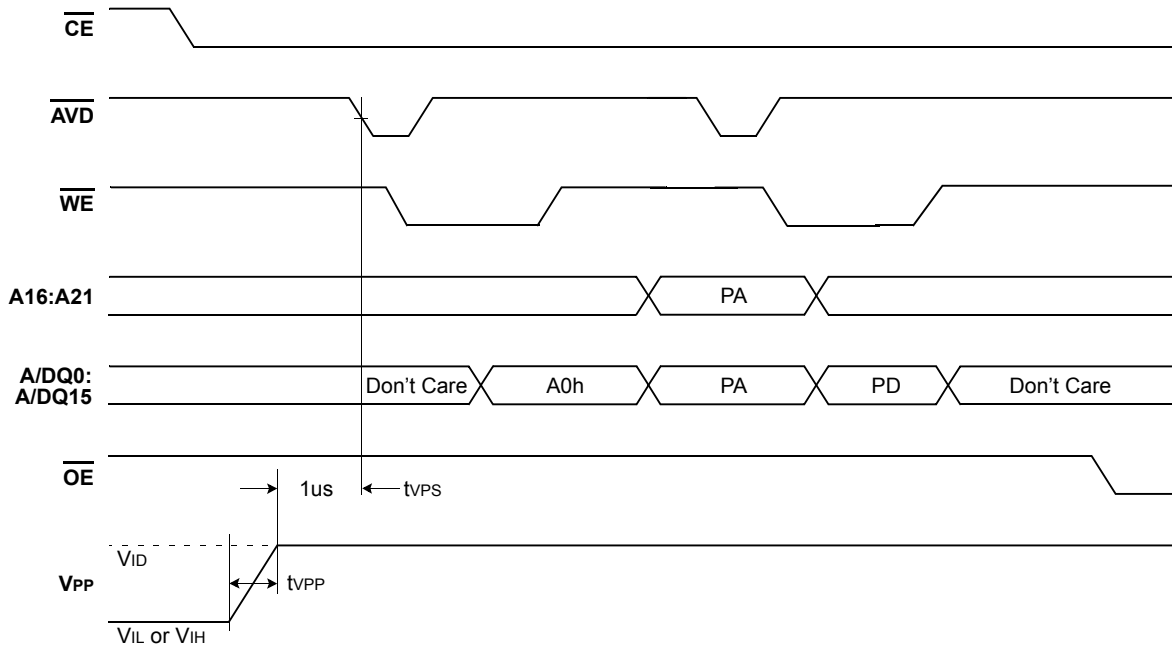 CE
AVD
WE
A16:A21
PA
A/DQ0:
A/DQ15
Don't Care
A0h
PA
PD
Don't Care
OE
1us
tVPS
VID
VPP
tVPP
VIL or VIH